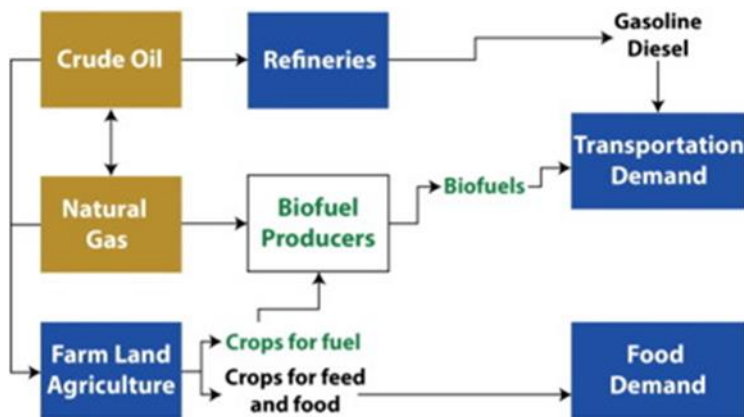 Crude Oil
Refineries
Gasoline
Diesel
Transportation
Demand
Natural
Gas
Biofuel
Producers
Biofuels
Farm Land
Agriculture
Crops for fuel
Crops for feed
and food
Food
Demand